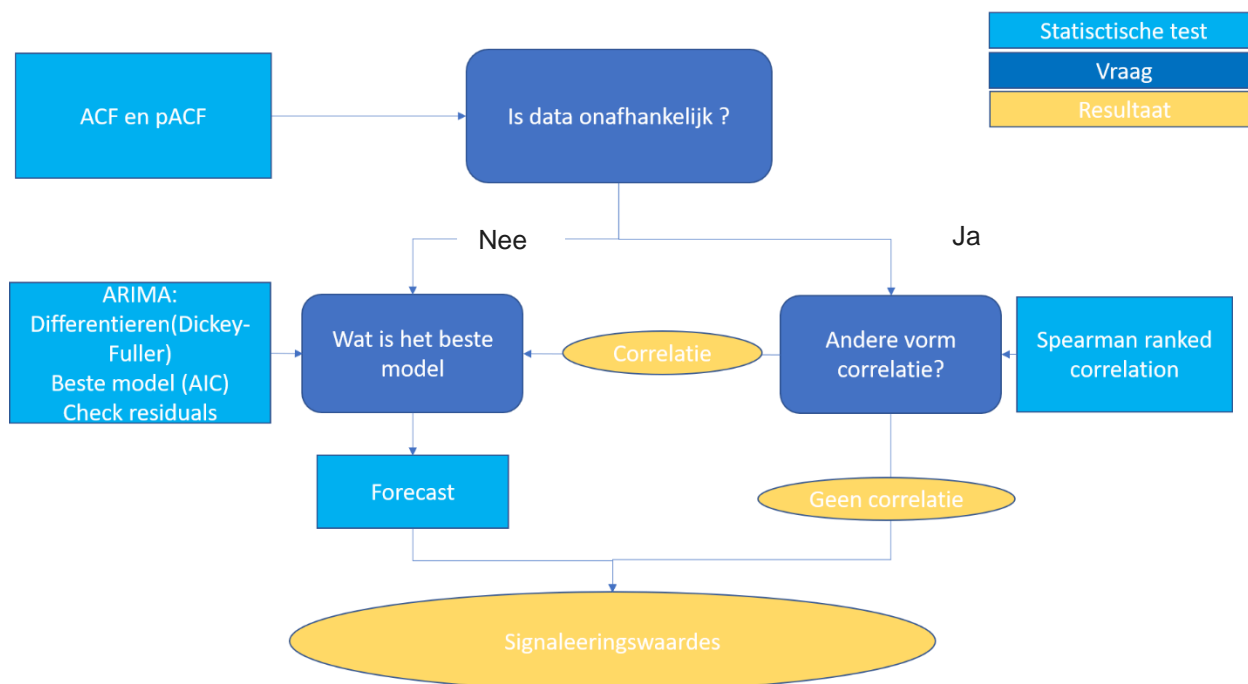 Statisctische test
Vraag
Resultaat
ACF en pACF
Is data onafhankelijk ?
Nee
Ja
ARIMA:
Differentieren(Dickey-
Fuller)
Beste model (AIC)
Check residuals
Wat is het beste
model
Correlatie
Andere vorm
correlatie?
Spearman ranked
correlation
Forecast
Geen correlatie
Signaleeringswaardes